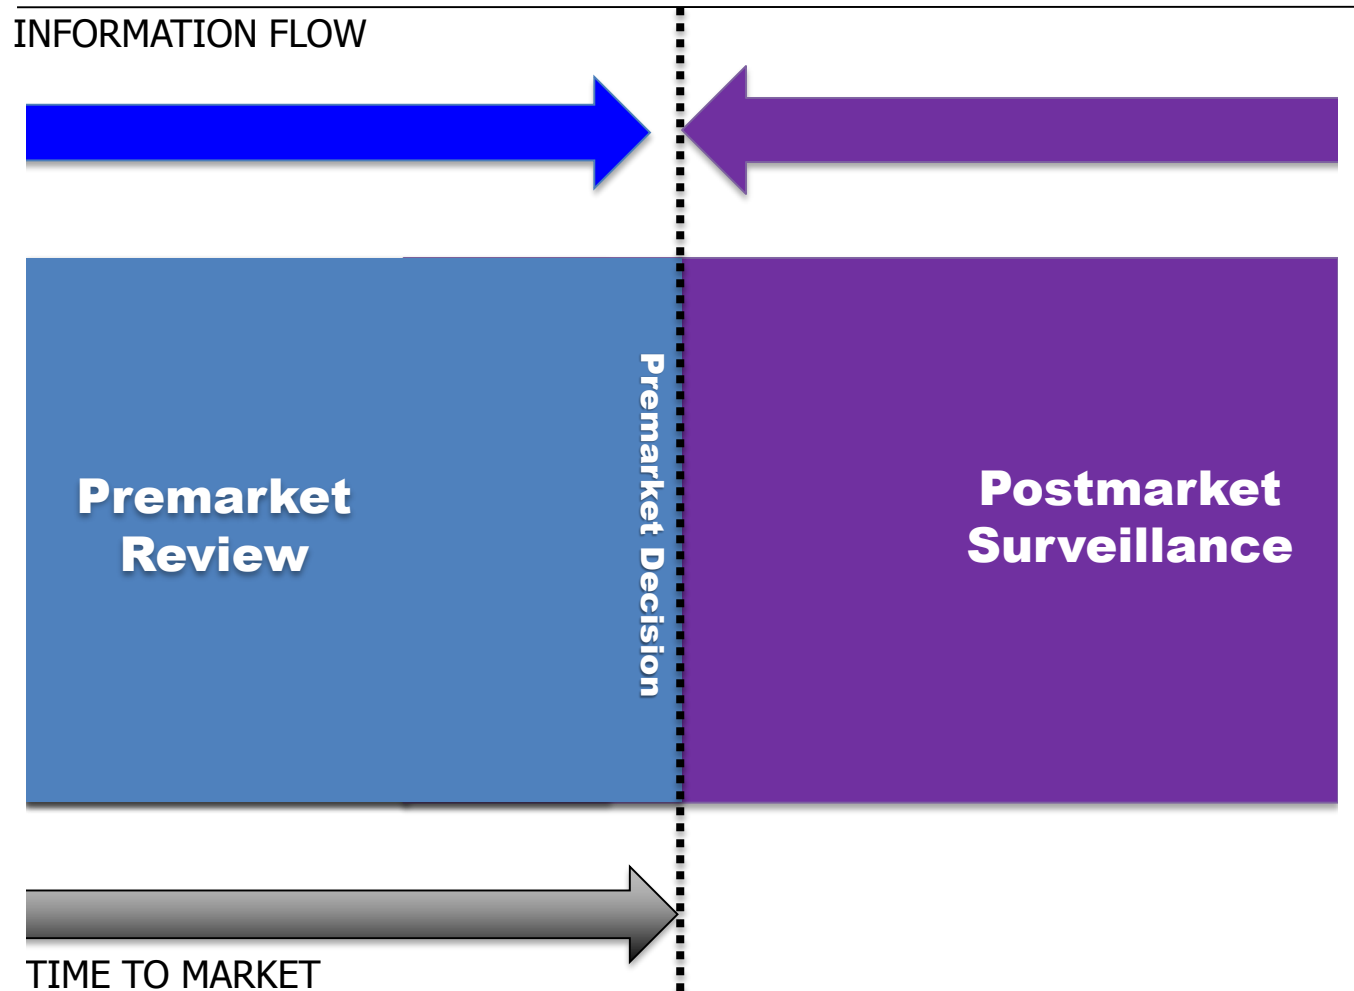 INFORMATION FLOW
Premarket
Review
Premarket Decision
Postmarket
Surveillance
TIME TO MARKET